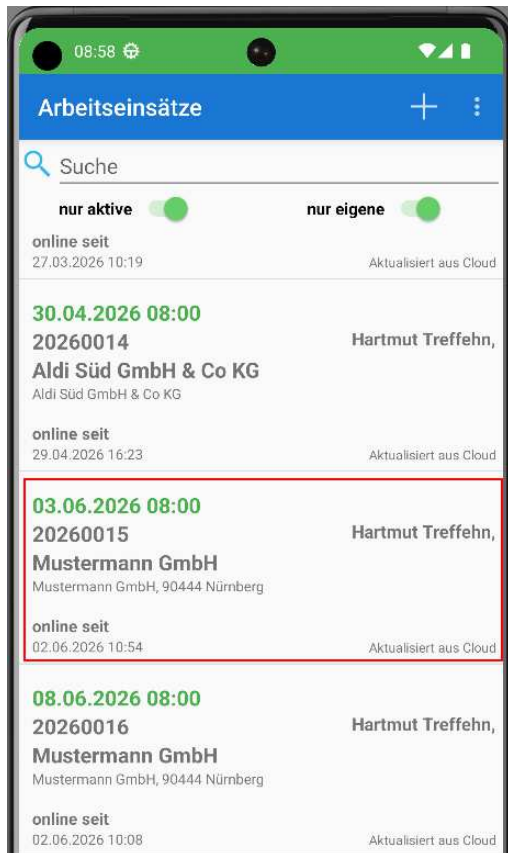 08:58
Arbeitseinsätze
Suche
nur aktive nur eigene
online seit
27.03.2026 10:19 Aktualisiert aus Cloud
30.04.2026 08:00
20260014 Hartmut Treffehn,
Aldi Süd GmbH & Co KG
Aldi Süd GmbH & Co KG
online seit
29.04.2026 16:23 Aktualisiert aus Cloud
03.06.2026 08:00
20260015 Hartmut Treffehn,
Mustermann GmbH
Mustermann GmbH, 90444 Nürnberg
online seit
02.06.2026 10:54 Aktualisiert aus Cloud
08.06.2026 08:00
20260016 Hartmut Treffehn,
Mustermann GmbH
Mustermann GmbH, 90444 Nürnberg
online seit
02.06.2026 10:08 Aktualisiert aus Cloud